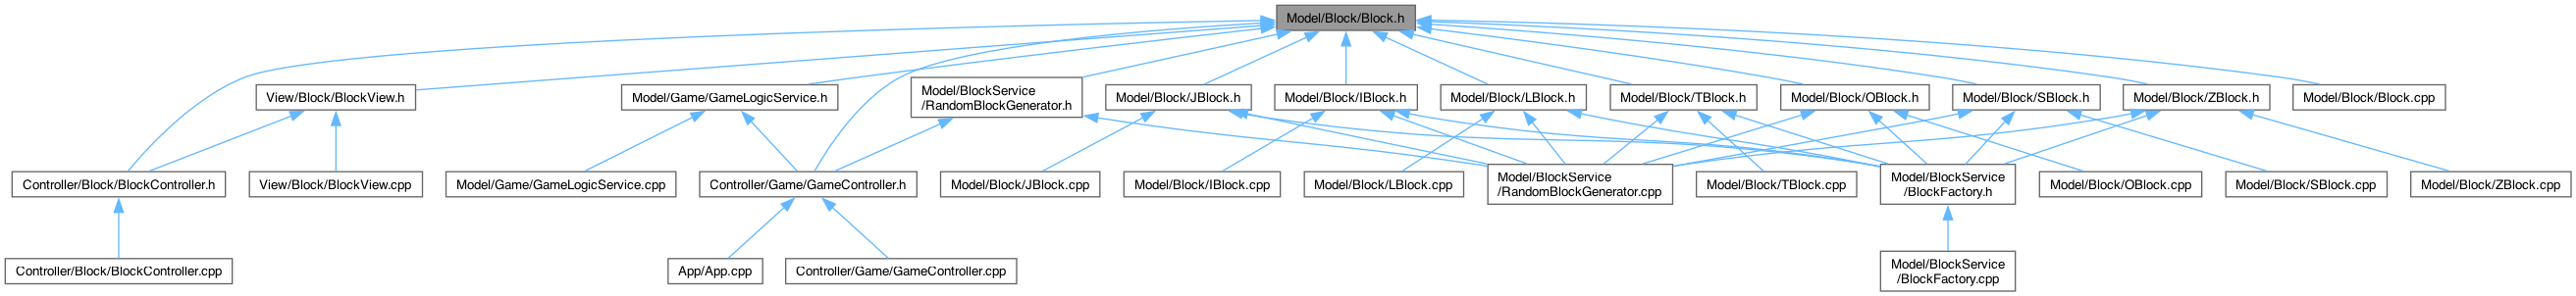 Model/Block/Block.h
View/Block/BlockView.h
Model/Game/GameLogicService.h
Model/BlockService
/RandomBlockGenerator.h
Model/Block/JBlock.h
Model/Block/IBlock.h
Model/Block/LBlock.h
Model/Block/TBlock.h
Model/Block/OBlock.h
Model/Block/SBlock.h
Model/Block/ZBlock.h
Model/Block/Block.cpp
Controller/Block/BlockController.h
View/Block/BlockView.cpp
Model/Game/GameLogicService.cpp
Controller/Game/GameController.h
Model/Block/JBlock.cpp
Model/Block/IBlock.cpp
Model/Block/LBlock.cpp
Model/BlockService
/RandomBlockGenerator.cpp
Model/Block/TBlock.cpp
Model/BlockService
/BlockFactory.h
Model/Block/OBlock.cpp
Model/Block/SBlock.cpp
Model/Block/ZBlock.cpp
Controller/Block/BlockController.cpp
App/App.cpp
Controller/Game/GameController.cpp
Model/BlockService
/BlockFactory.cpp